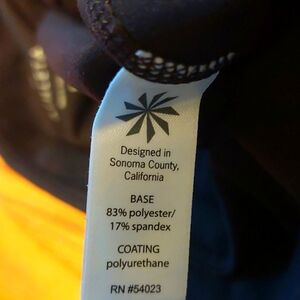 Designed in
Sonoma County,
California
BASE
83% polyester/
17% spandex
COATING
polyurethane
RN #54023